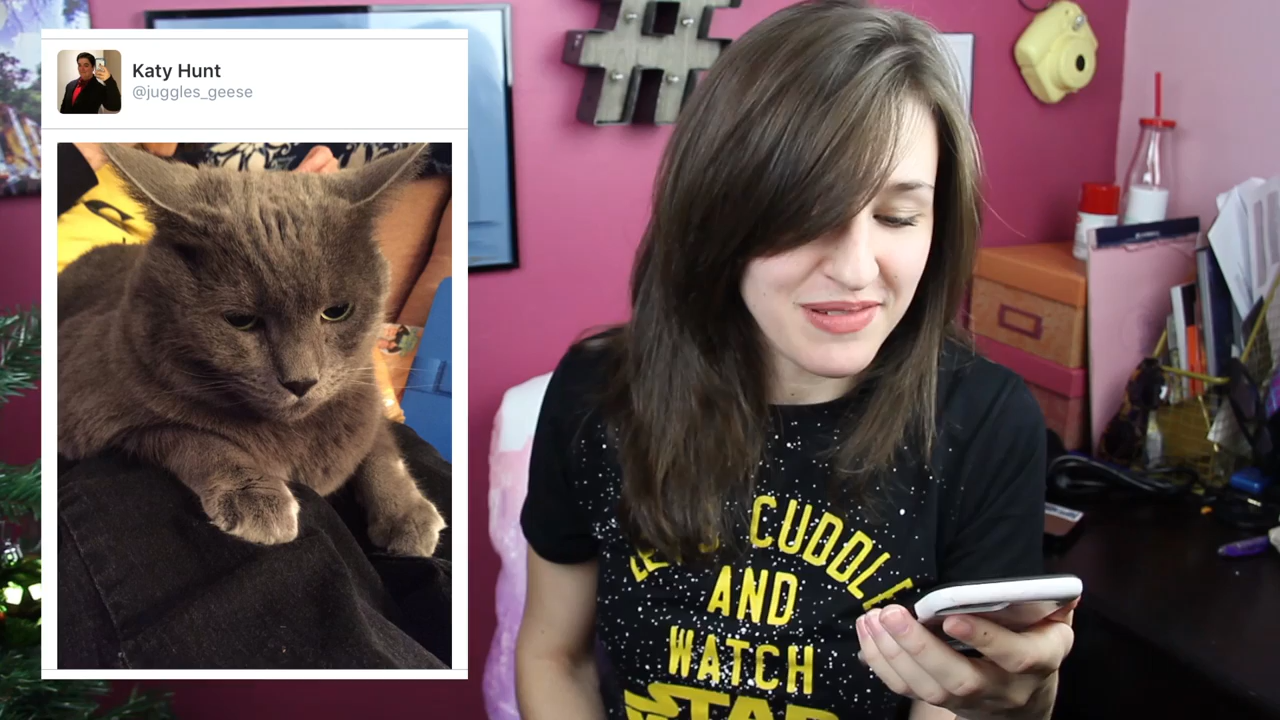 Katy Hunt
@juggles_geese
CUDDLE
AND
WATCH
STAR